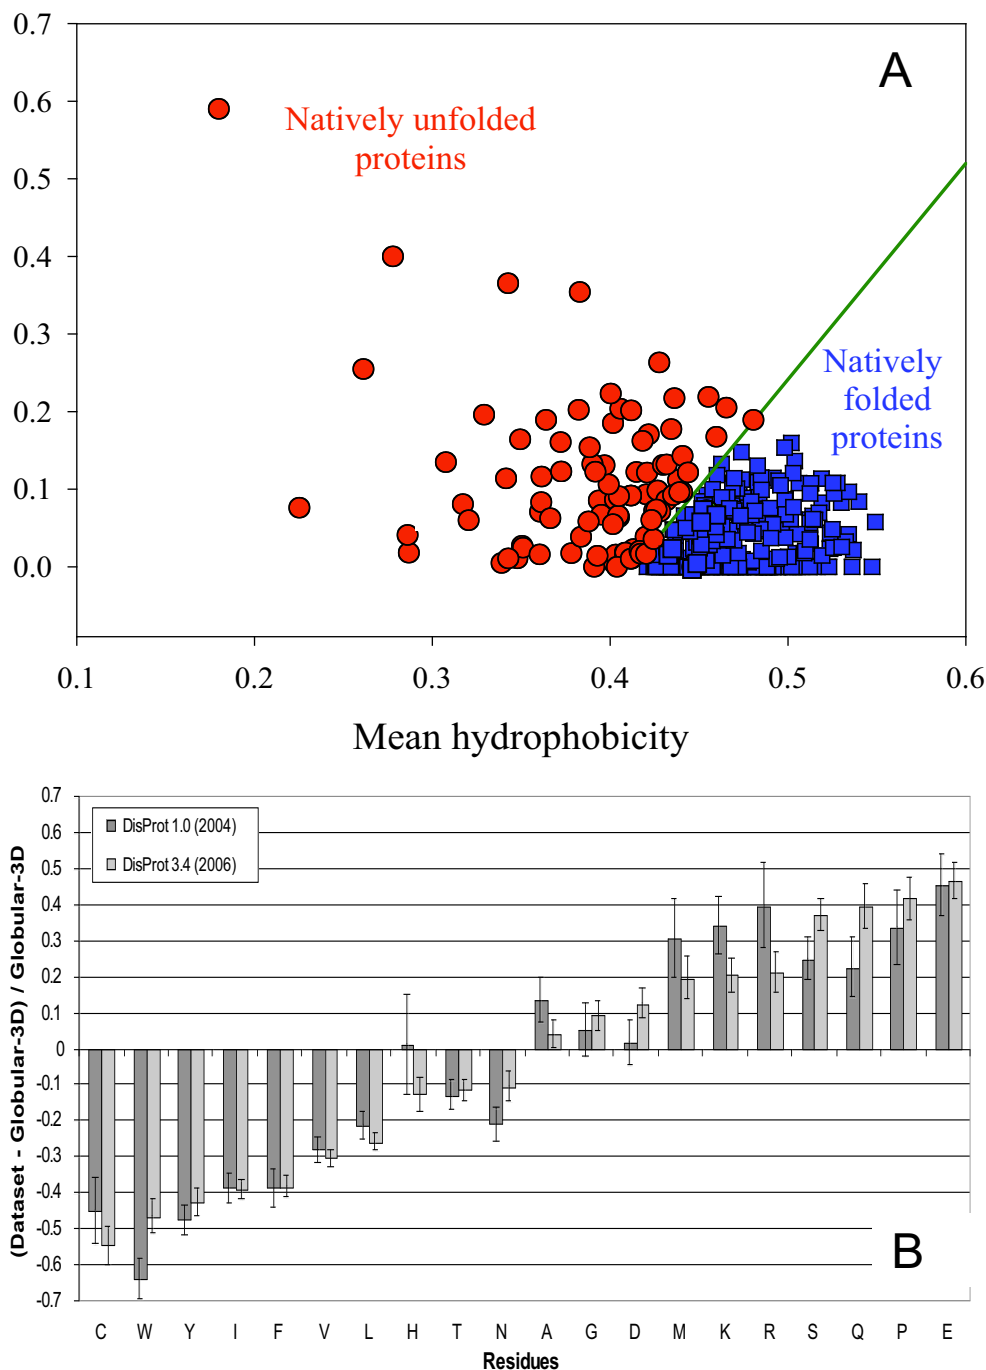 0.7
A
0.6
Natively unfolded
proteins
0.5
0.4
0.3
Natively
folded
proteins
0.2
0.1
0.0
0.1 0.2 0.3 0.4 0.5 0.6
Mean hydrophobicity
(Dataset - Globular-3D) / Globular-3D
0.7
0.6
0.5
0.4
0.3
0.2
0.1
0
-0.1
-0.2
-0.3
-0.4
-0.5
-0.6
-0.7
DisProt 1.0 (2004)
DisProt 3.4 (2006)
B
C W Y I F V L H T N A G D M K R S Q P E
Residues